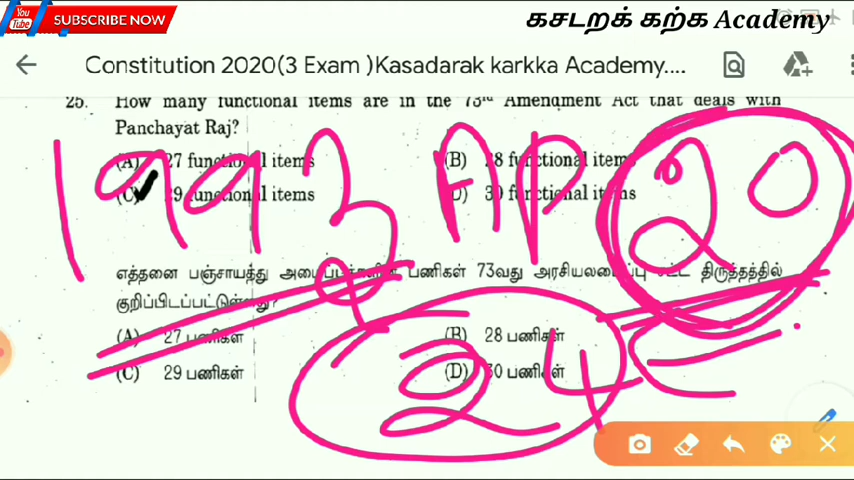 You Tube SUBSCRIBE NOW
கசடறக் கற்க Academy
Constitution 2020(3 Exam )Kasadarak karkka Academy....
25. How many functional items are in the 73rd Amendment Act that deals with
Panchayat Raj?
(A) 27 functional items (B) 28 functional items
(C) 29 functional items (D) 30 functional items
1993 AP 20
எத்தனை பஞ்சாயத்து அமைப்புக்களின் பணிகள் 73வது அரசியலமைப்பு சட்ட திருத்தத்தில்
குறிப்பிடப்பட்டுள்ளது?
(A) 27 பணிகள் (B) 28 பணிகள்
(C) 29 பணிகள் (D) 30 பணிகள்
24